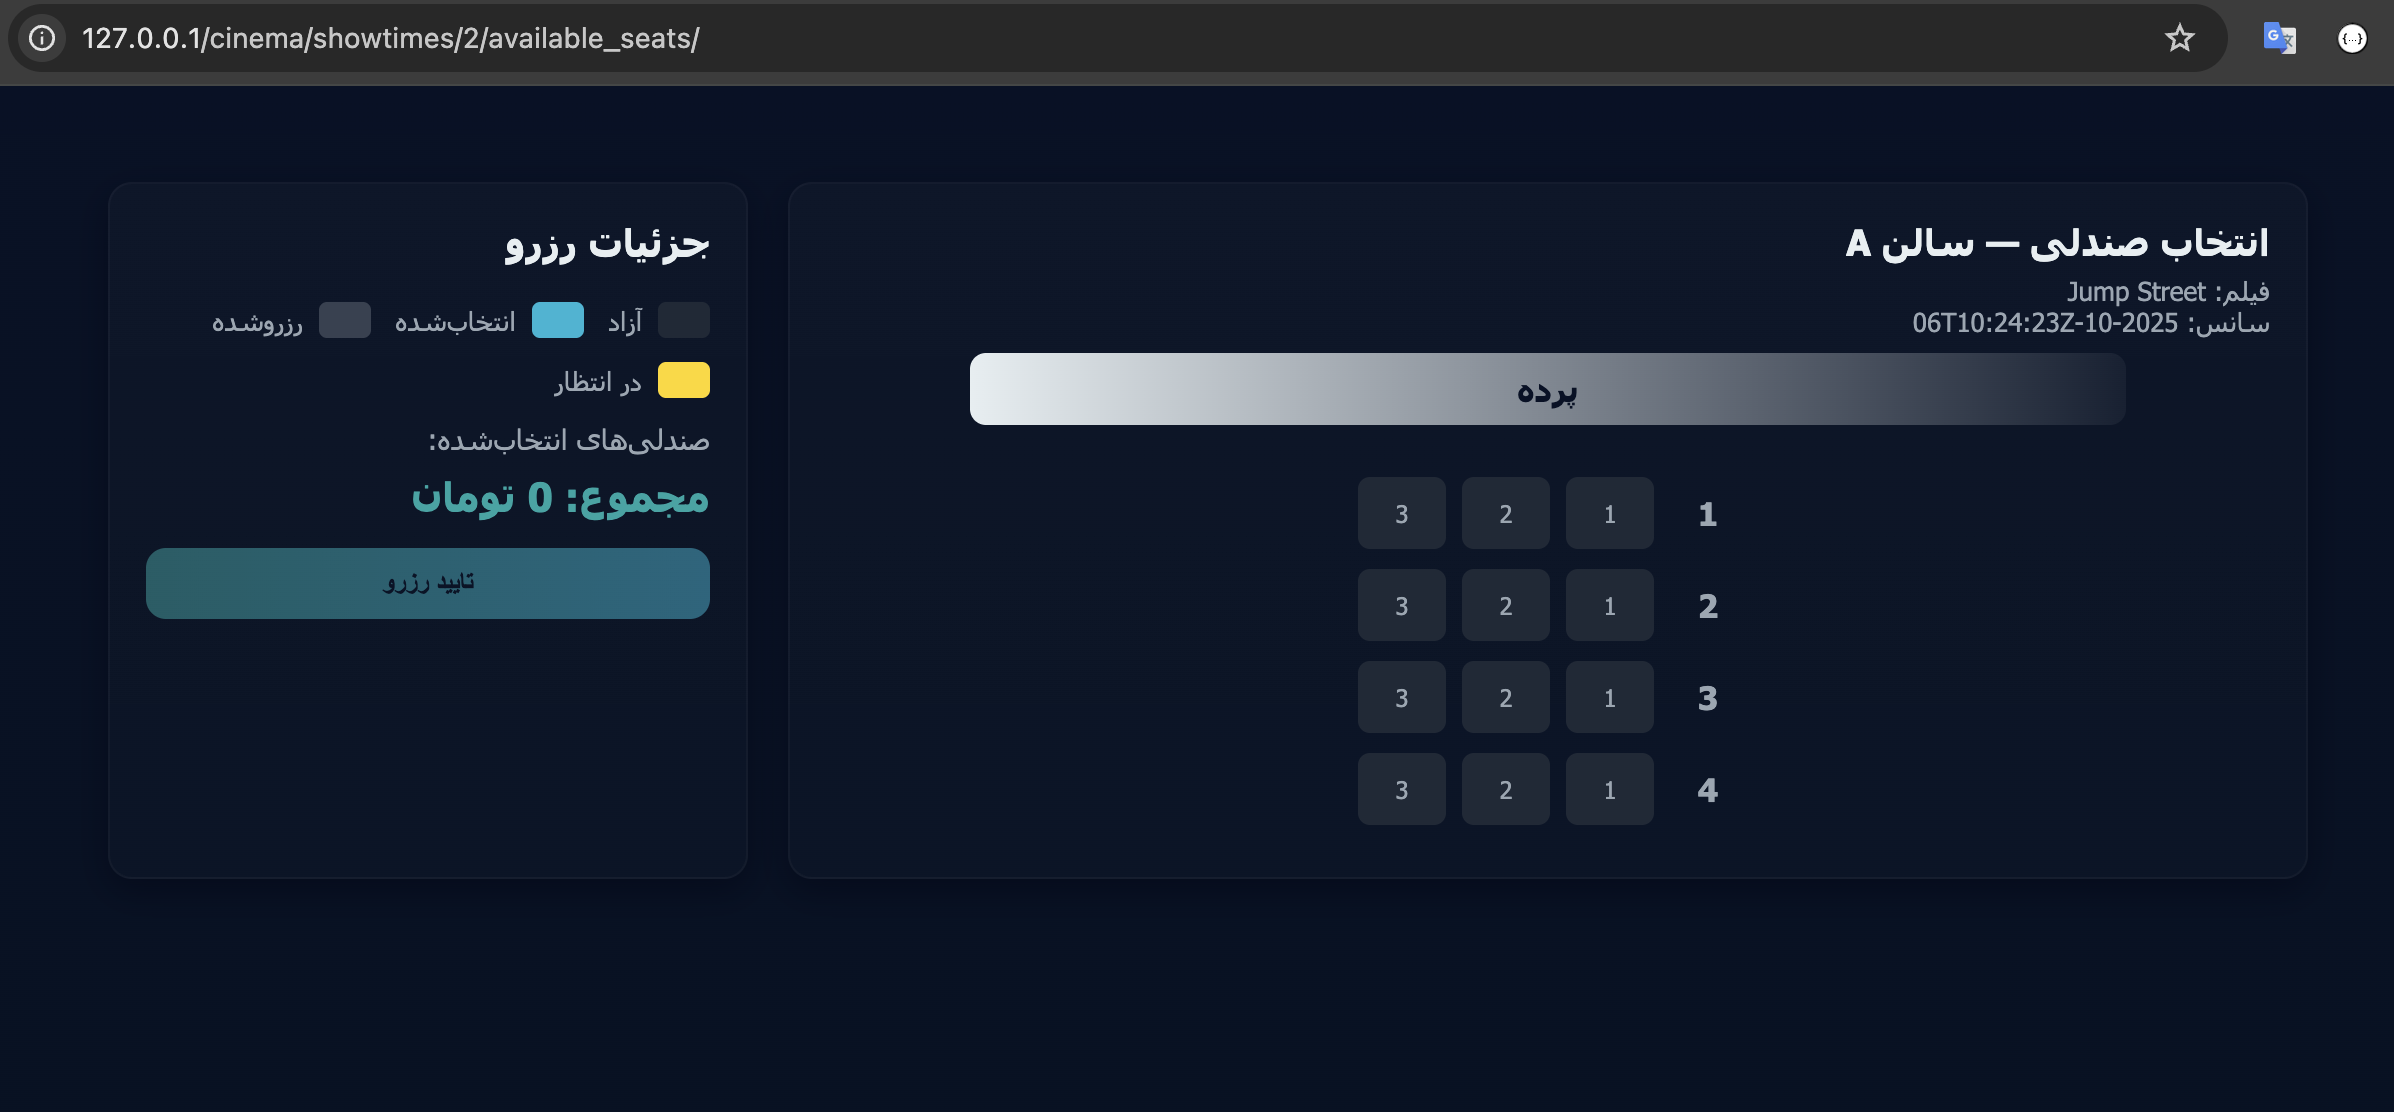 127.0.0.1/cinema/showtimes/2/available_seats/
انتخاب صندلی — سالن A
فیلم: Jump Street
سانس: 06T10:24:23Z-10-2025
پرده
1 1 2 3
2 1 2 3
3 1 2 3
4 1 2 3
جزئیات رزرو
آزاد انتخاب‌شده رزروشده
در انتظار
صندلی‌های انتخاب‌شده:
مجموع: 0 تومان
تایید رزرو